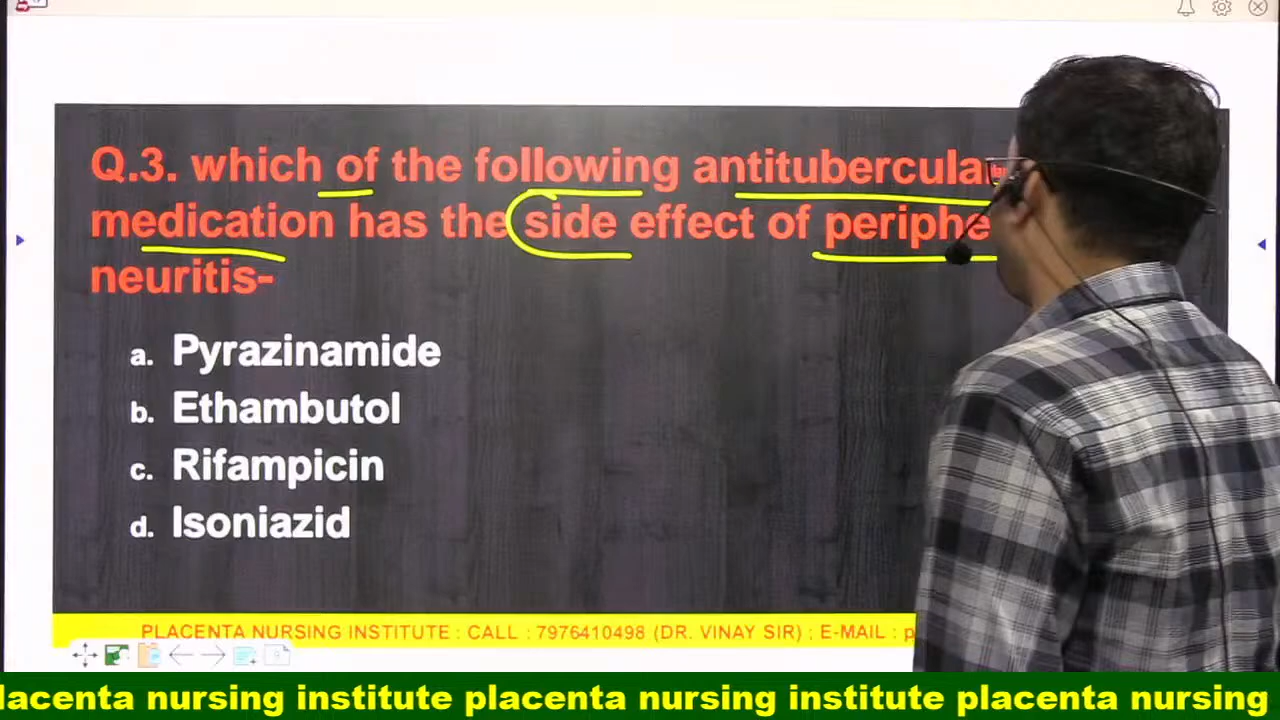 Q.3. which of the following antitubercula
medication has the side effect of periphe
neuritis-
a. Pyrazinamide
b. Ethambutol
c. Rifampicin
d. Isoniazid
PLACENTA NURSING INSTITUTE : CALL : 7976410498 (DR. VINAY SIR) ; E-MAIL : p
lacenta nursing institute placenta nursing institute placenta nursing